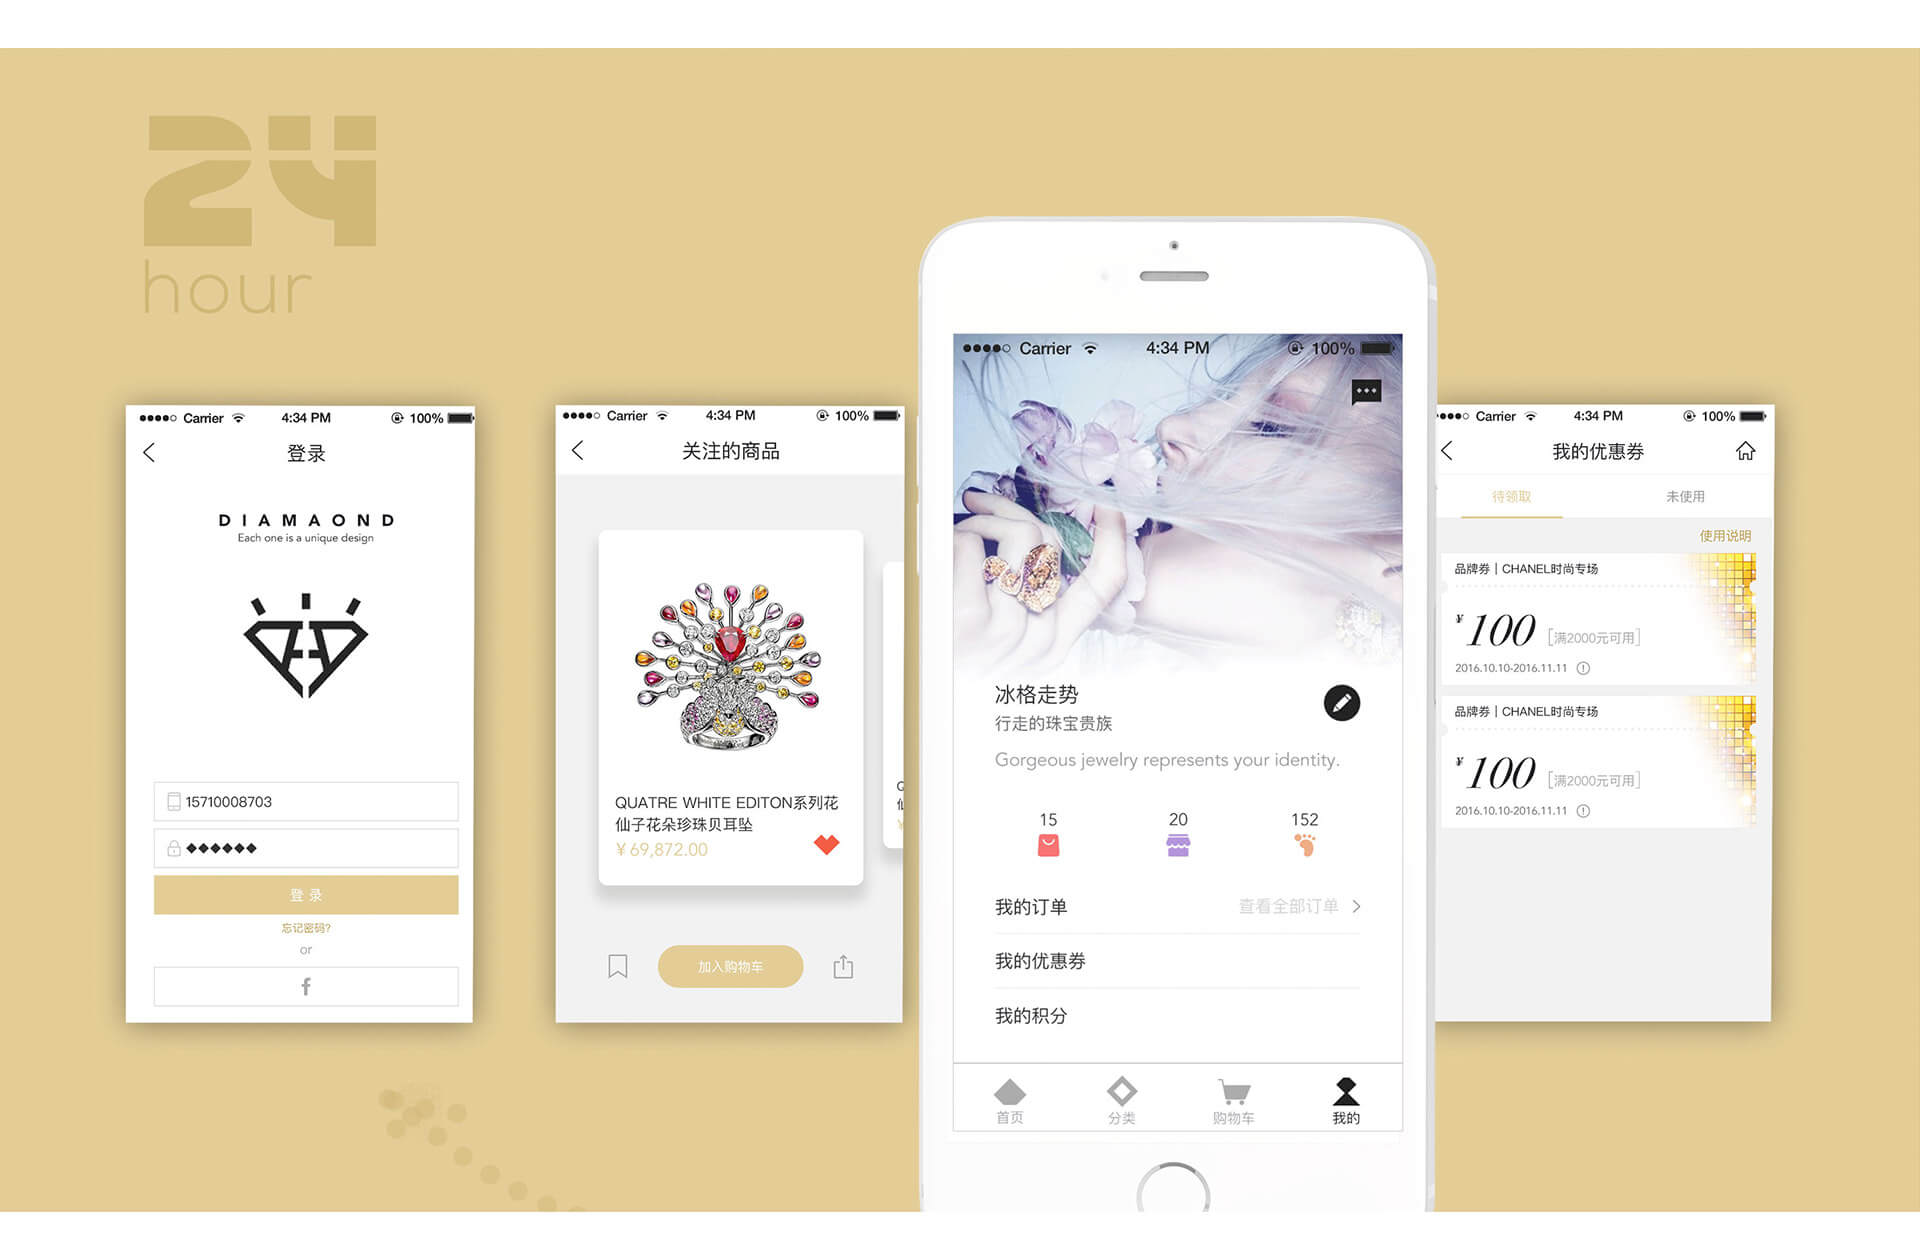 24
hour
Carrier 4:34 PM 100%
登录
DIAMAOND
Each one is a unique design
15710008703
登 录
忘记密码?
or
f
Carrier 4:34 PM 100%
关注的商品
QUATRE WHITE EDITON系列花
仙子花朵珍珠贝耳坠
¥69,872.00
加入购物车
Carrier 4:34 PM 100%
冰格走势
行走的珠宝贵族
Gorgeous jewelry represents your identity.
15 20 152
我的订单 查看全部订单
我的优惠券
我的积分
首页 分类 购物车 我的
Carrier 4:34 PM 100%
我的优惠券
待领取 未使用
使用说明
品牌券 | CHANEL时尚专场
¥100 [满2000元可用]
2016.10.10-2016.11.11
品牌券 | CHANEL时尚专场
¥100 [满2000元可用]
2016.10.10-2016.11.11